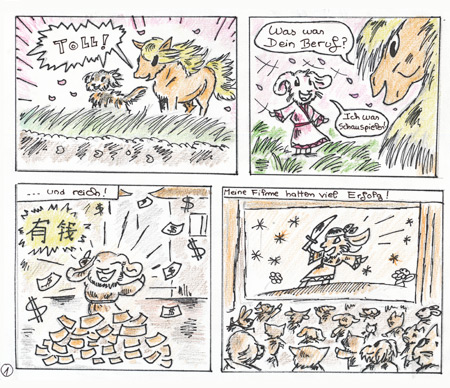 TOLL!
Was war
Dein Beruf?
Ich war
Schauspieler!
... und reich!
有钱
$
$
$
$
Meine Filme hatten viel Erfolg!
1